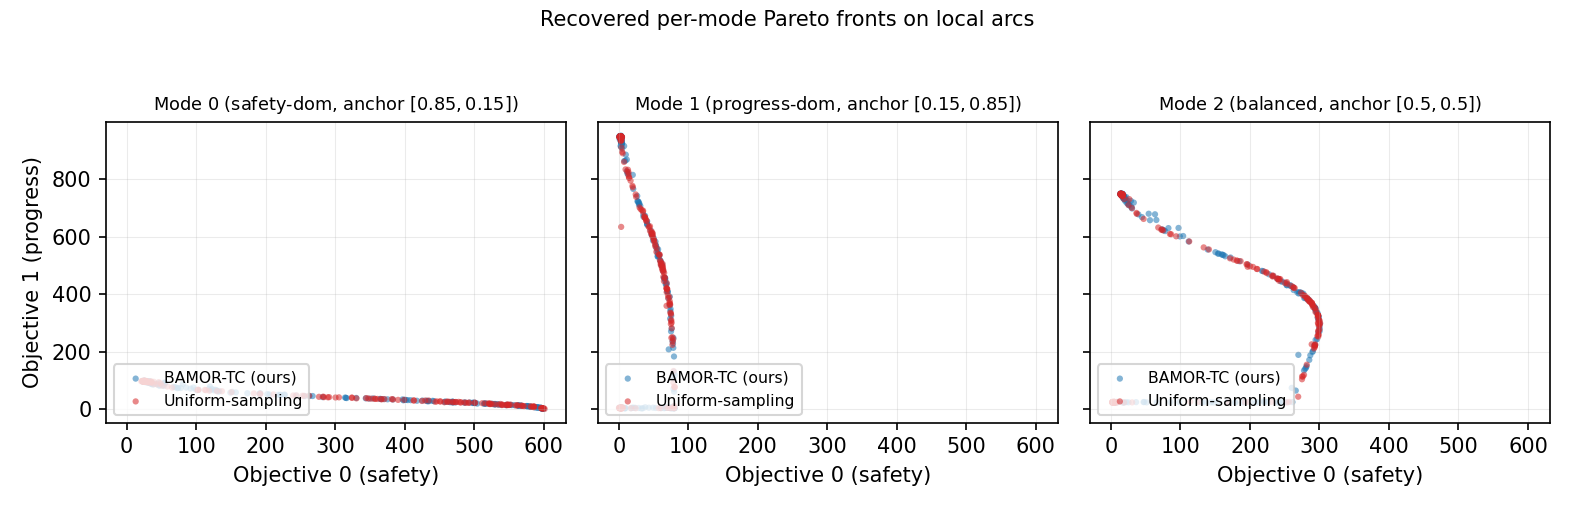 Recovered per-mode Pareto fronts on local arcs
Mode 0 (safety-dom, anchor [0.85, 0.15])
Mode 1 (progress-dom, anchor [0.15, 0.85])
Mode 2 (balanced, anchor [0.5, 0.5])
Objective 1 (progress)
800
600
400
200
0
BAMOR-TC (ours)
Uniform-sampling
BAMOR-TC (ours)
Uniform-sampling
BAMOR-TC (ours)
Uniform-sampling
0 100 200 300 400 500 600
0 100 200 300 400 500 600
0 100 200 300 400 500 600
Objective 0 (safety)
Objective 0 (safety)
Objective 0 (safety)